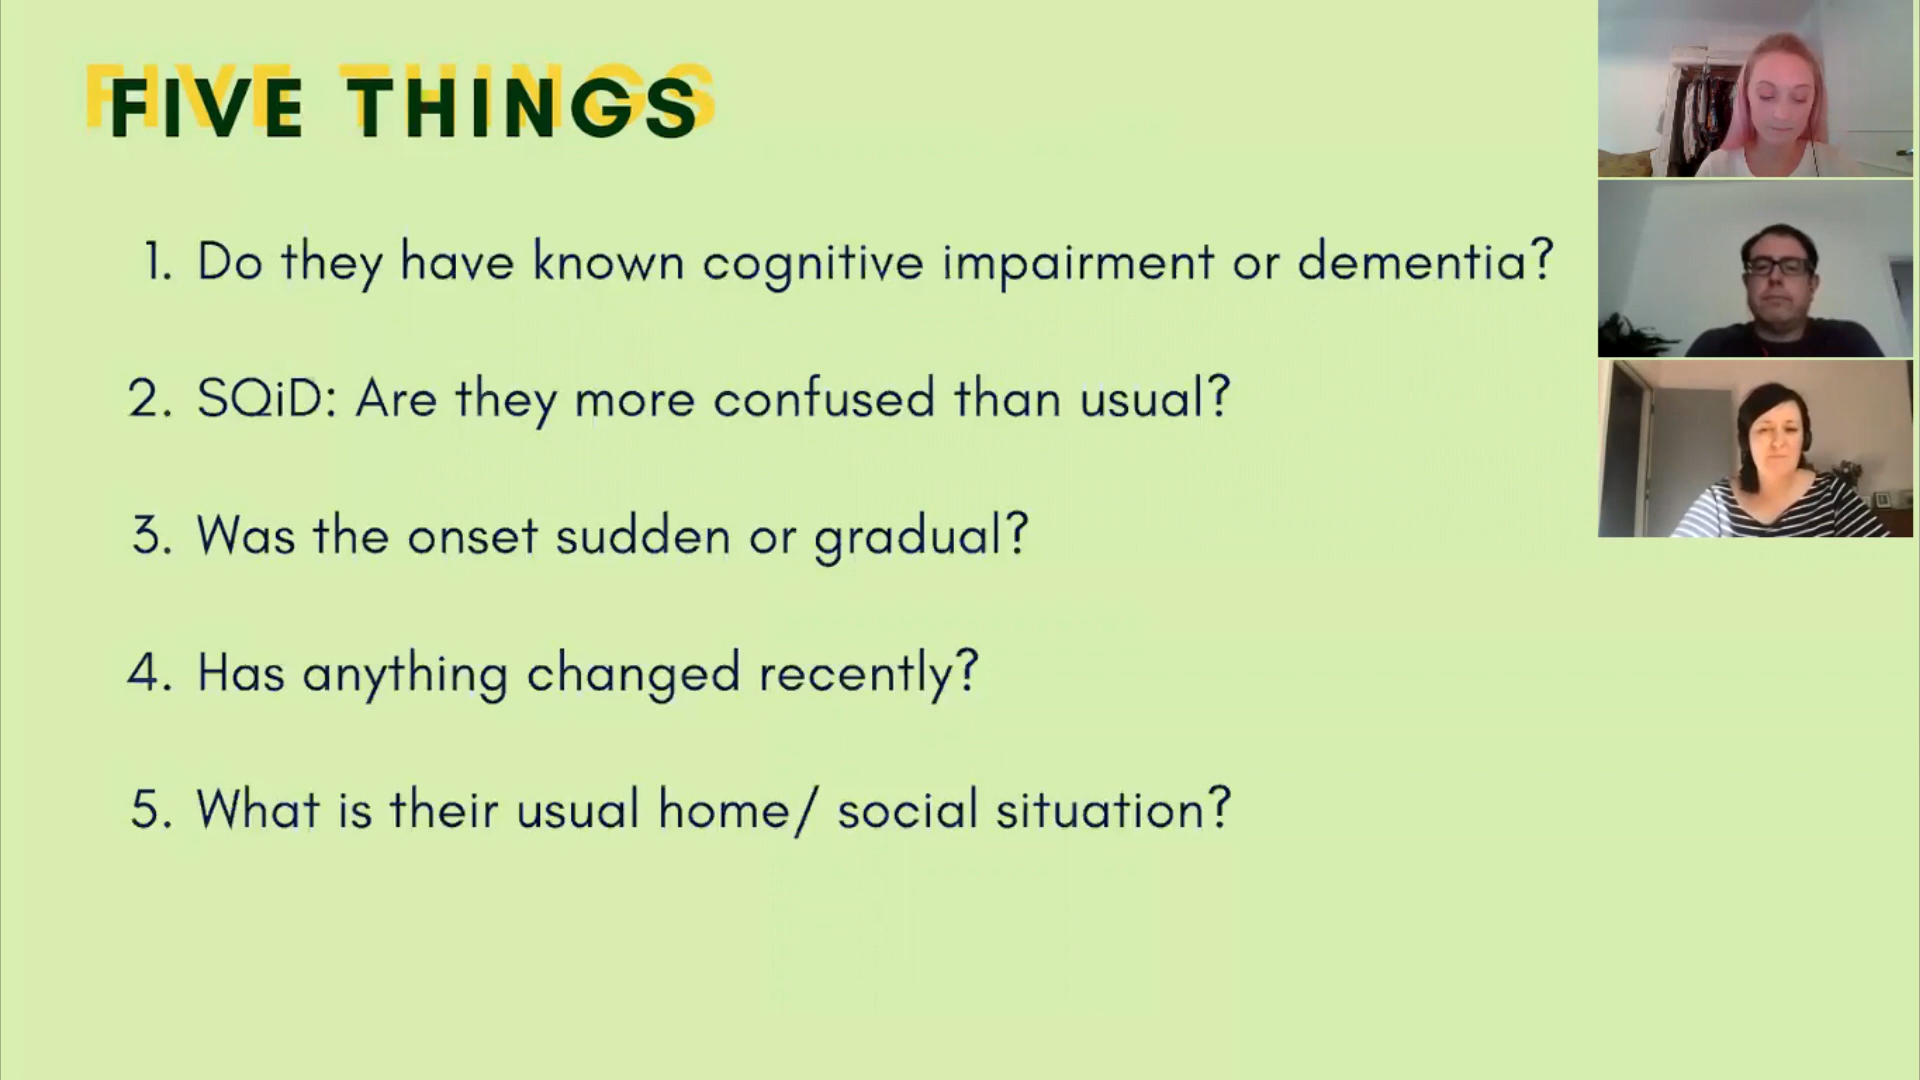 FIVE THINGS
1. Do they have known cognitive impairment or dementia?
2. SQiD: Are they more confused than usual?
3. Was the onset sudden or gradual?
4. Has anything changed recently?
5. What is their usual home/ social situation?